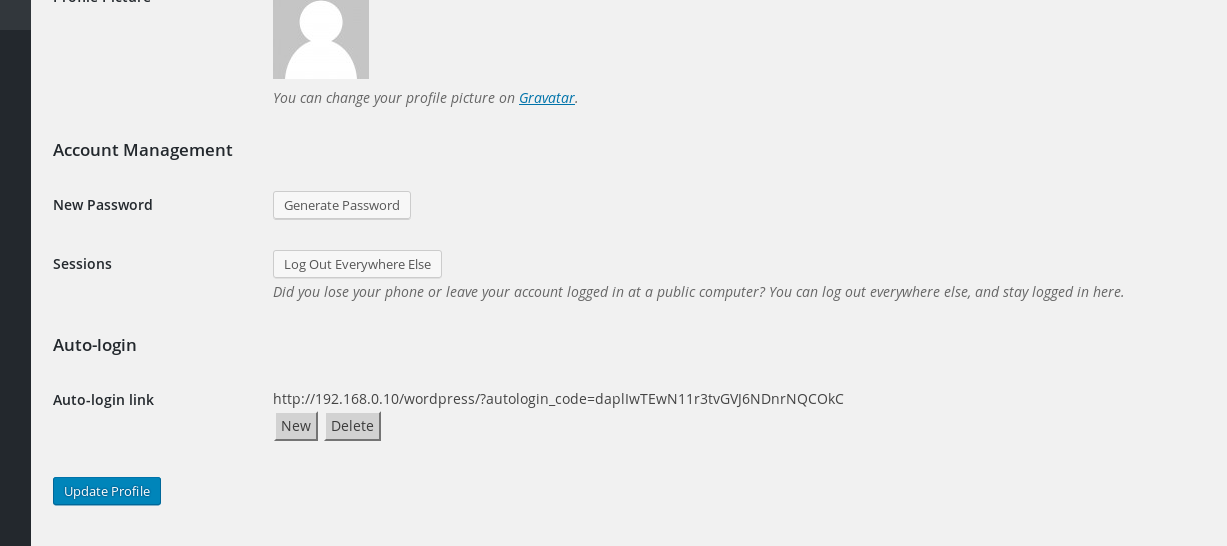 Profile Picture
You can change your profile picture on Gravatar.
Account Management
New Password
Generate Password
Sessions
Log Out Everywhere Else
Did you lose your phone or leave your account logged in at a public computer? You can log out everywhere else, and stay logged in here.
Auto-login
Auto-login link
http://192.168.0.10/wordpress/?autologin_code=daplIwTEwN11r3tvGVJ6NDnrNQCOkC
New Delete
Update Profile